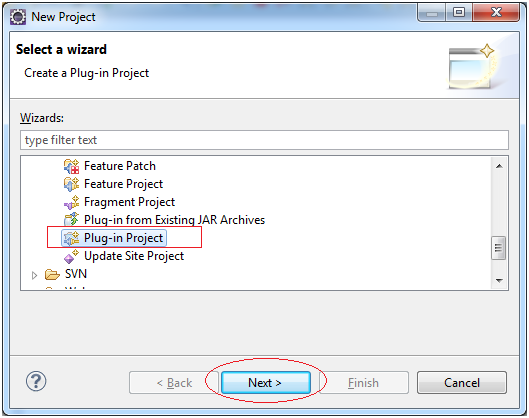 New Project
Select a wizard
Create a Plug-in Project
Wizards:
type filter text
Feature Patch
Feature Project
Fragment Project
Plug-in from Existing JAR Archives
Plug-in Project
Update Site Project
SVN
< Back
Next >
Finish
Cancel